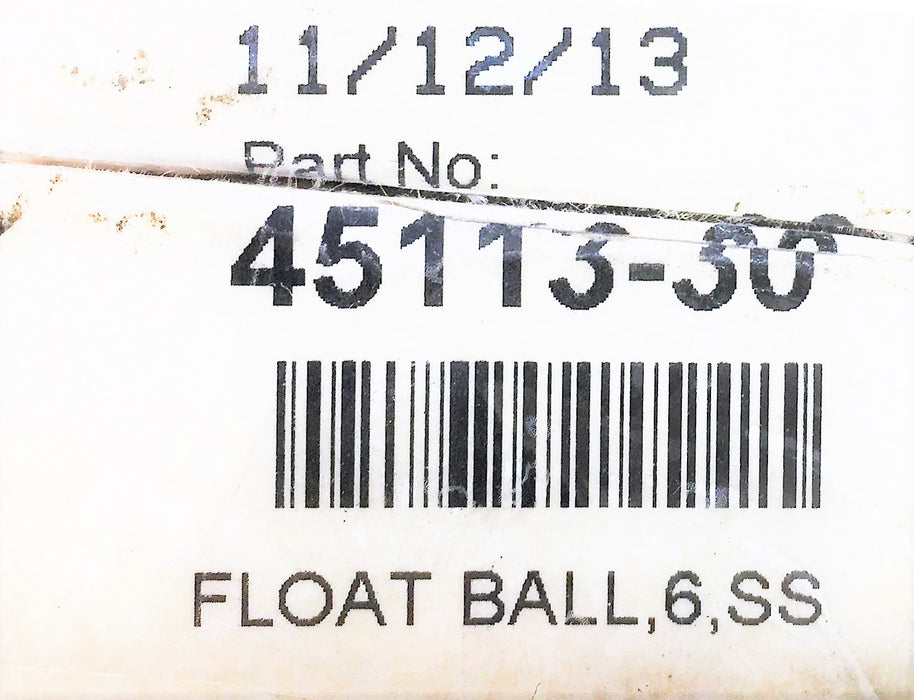 11/12/13
Part No:
45113-30
FLOAT BALL,6,SS